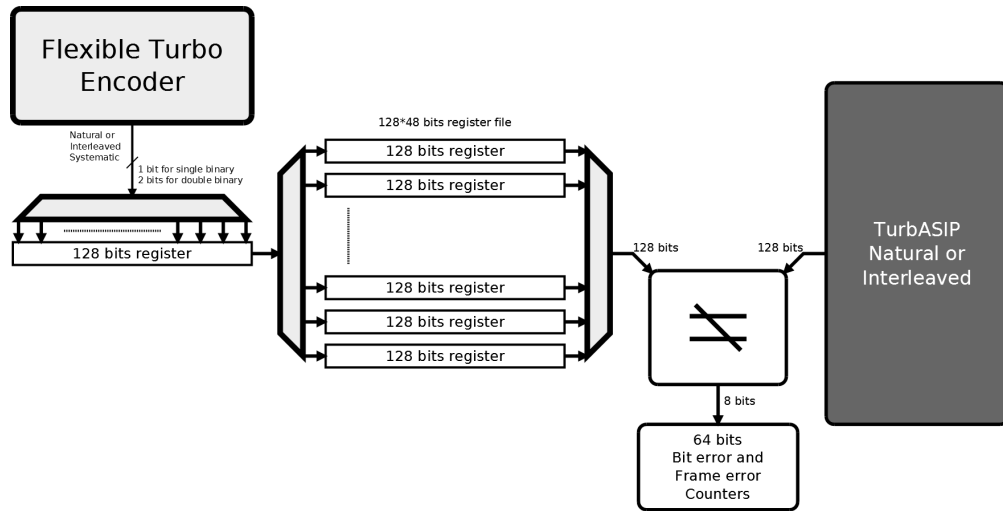 Flexible Turbo
Encoder
Natural or
Interleaved
Systematic
1 bit for single binary
2 bits for double binary
128 bits register
128*48 bits register file
128 bits register
128 bits register
128 bits register
128 bits register
128 bits register
128 bits
128 bits
TurbASIP
Natural or
Interleaved
8 bits
64 bits
Bit error and
Frame error
Counters